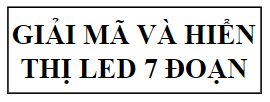 GIẢI MÃ VÀ HIỂN
THỊ LED 7 ĐOẠN